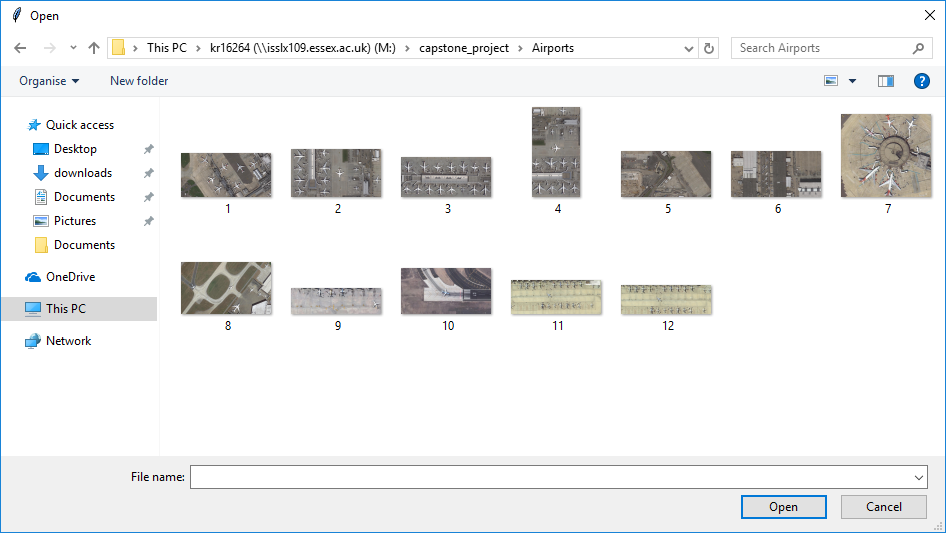 Open
This PC > kr16264 (\\isslx109.essex.ac.uk) (M:) > capstone_project > Airports
Search Airports
Organise
New folder
Quick access
Desktop
downloads
Documents
Pictures
Documents
OneDrive
This PC
Network
1 2 3 4 5 6 7
8 9 10 11 12
File name:
Open Cancel